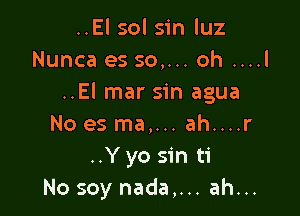 ..El sol sin luz
Nunca es so,... oh ....l
..El mar sin agua
No es ma,... ah....r
..Y yo sin ti
No soy nada,... ah...